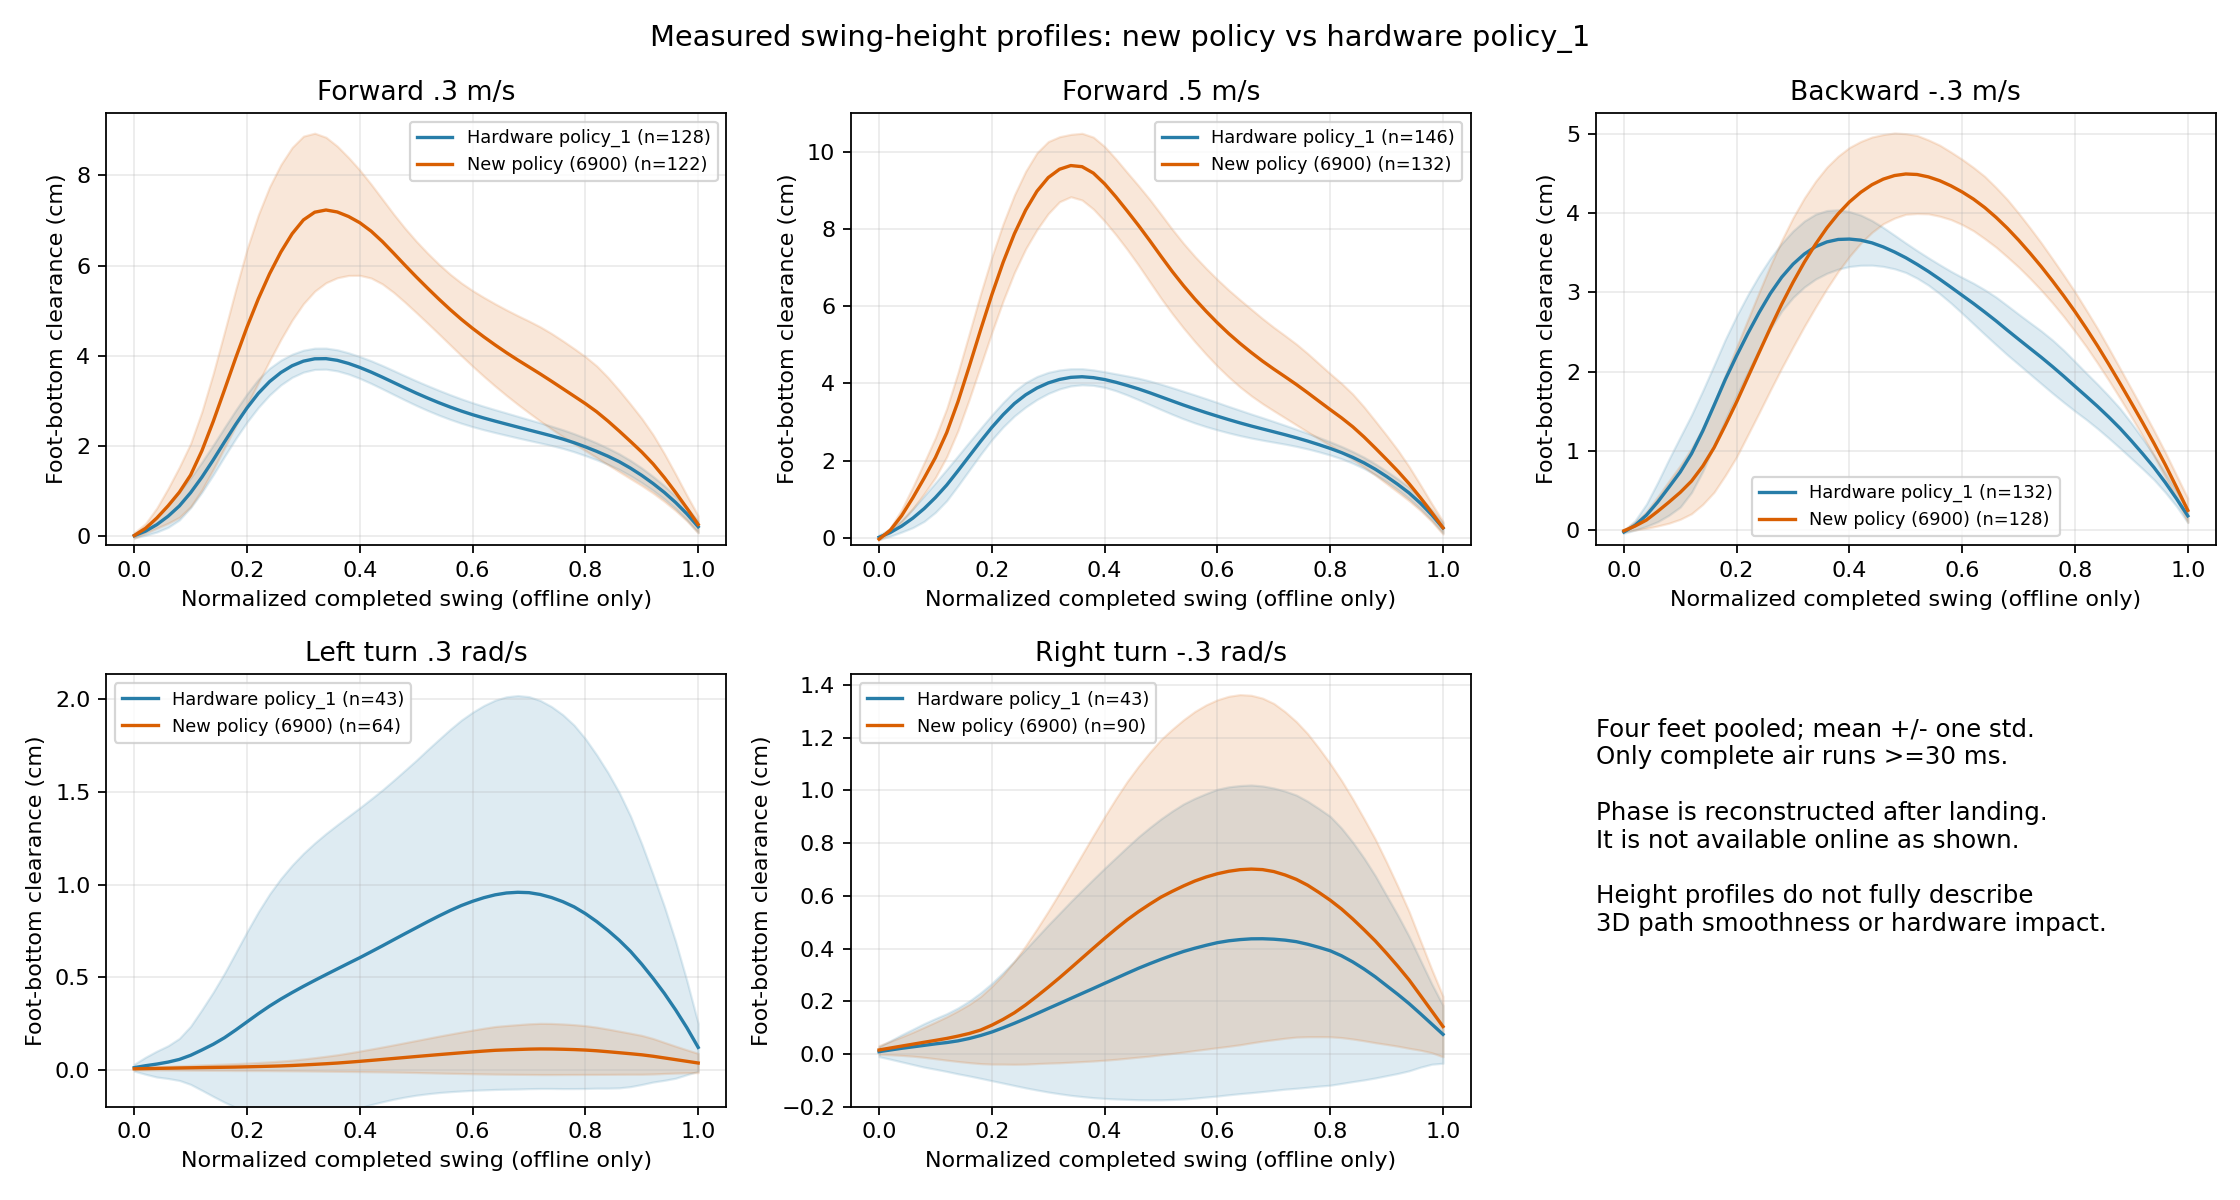 Measured swing-height profiles: new policy vs hardware policy_1
Forward .3 m/s
Foot-bottom clearance (cm)
8
6
4
2
0
Hardware policy_1 (n=128)
New policy (6900) (n=122)
0.0 0.2 0.4 0.6 0.8 1.0
Normalized completed swing (offline only)
Forward .5 m/s
Foot-bottom clearance (cm)
10
8
6
4
2
0
Hardware policy_1 (n=146)
New policy (6900) (n=132)
0.0 0.2 0.4 0.6 0.8 1.0
Normalized completed swing (offline only)
Backward -.3 m/s
Foot-bottom clearance (cm)
5
4
3
2
1
0
Hardware policy_1 (n=132)
New policy (6900) (n=128)
0.0 0.2 0.4 0.6 0.8 1.0
Normalized completed swing (offline only)
Left turn .3 rad/s
Foot-bottom clearance (cm)
2.0
1.5
1.0
0.5
0.0
Hardware policy_1 (n=43)
New policy (6900) (n=64)
0.0 0.2 0.4 0.6 0.8 1.0
Normalized completed swing (offline only)
Right turn -.3 rad/s
Foot-bottom clearance (cm)
1.4
1.2
1.0
0.8
0.6
0.4
0.2
0.0
−0.2
Hardware policy_1 (n=43)
New policy (6900) (n=90)
0.0 0.2 0.4 0.6 0.8 1.0
Normalized completed swing (offline only)
Four feet pooled; mean +/- one std.
Only complete air runs >=30 ms.
Phase is reconstructed after landing.
It is not available online as shown.
Height profiles do not fully describe
3D path smoothness or hardware impact.